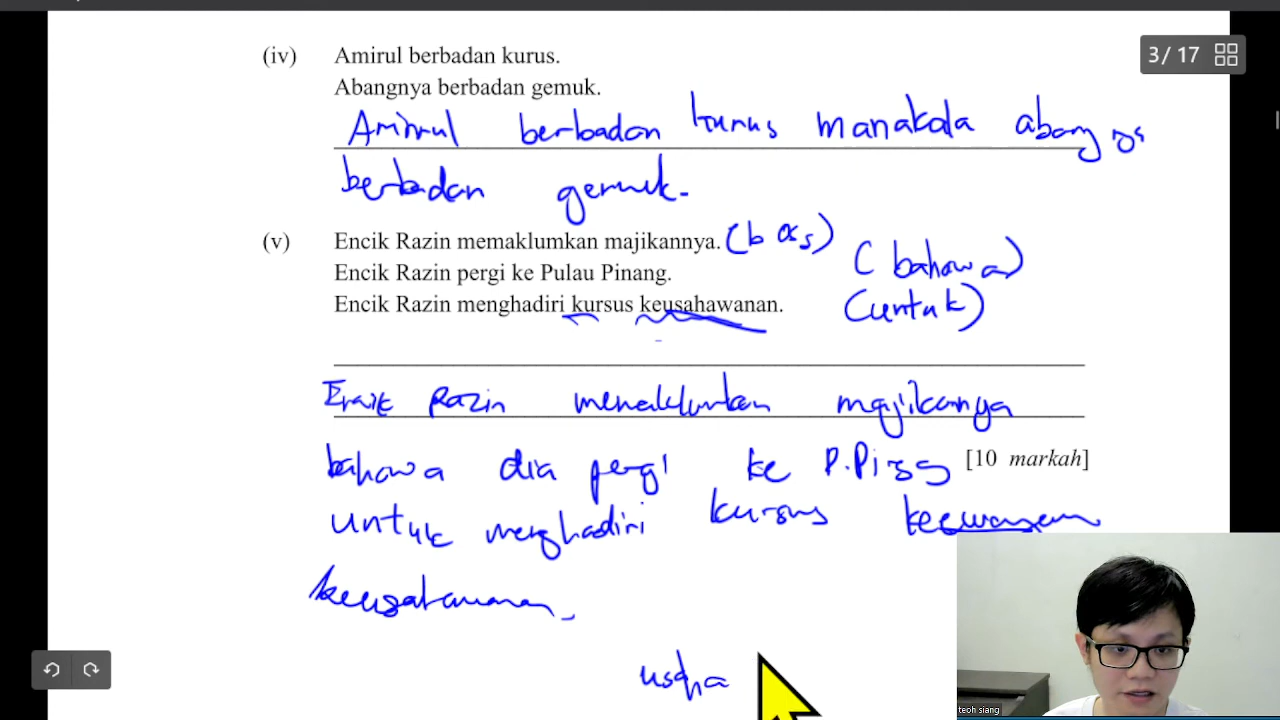 3/ 17
(iv) Amirul berbadan kurus.
Abangnya berbadan gemuk.
Amirul berbadan kurus manakala abangnya
berbadan gemuk.
(v) Encik Razin memaklumkan majikannya. (bos)
Encik Razin pergi ke Pulau Pinang. (bahawa)
Encik Razin menghadiri kursus keusahawanan. (untuk)
Encik Razin memaklumkan majikannya
bahawa dia pergi ke
[10 markah]
untuk menghadiri kursus
keusahawanan.
usaha
teoh siang